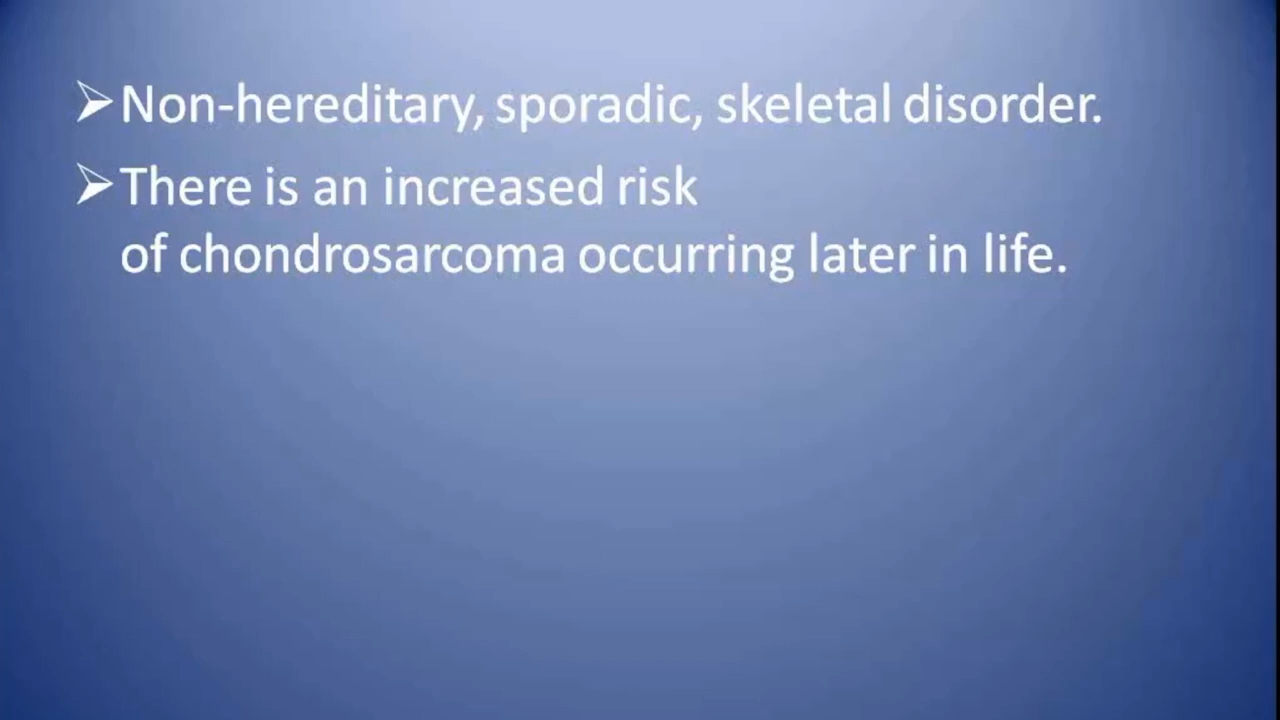 ➢Non-hereditary, sporadic, skeletal disorder.
➢There is an increased risk
of chondrosarcoma occurring later in life.